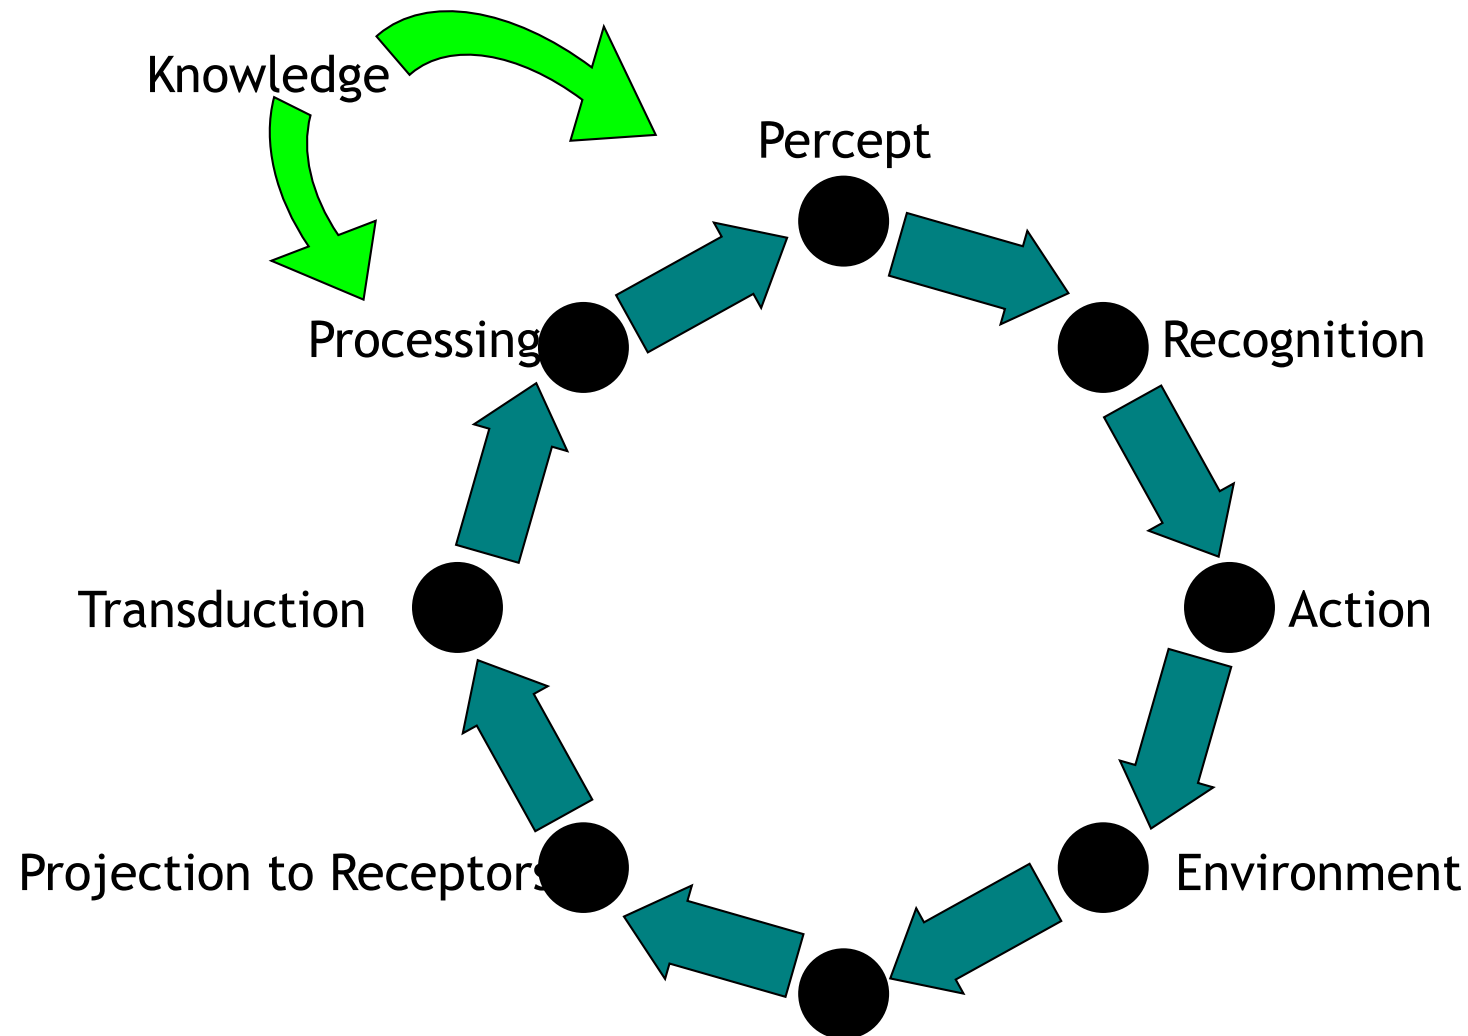 Knowledge
Percept
Processing
Recognition
Transduction
Action
Projection to Receptors
Environment